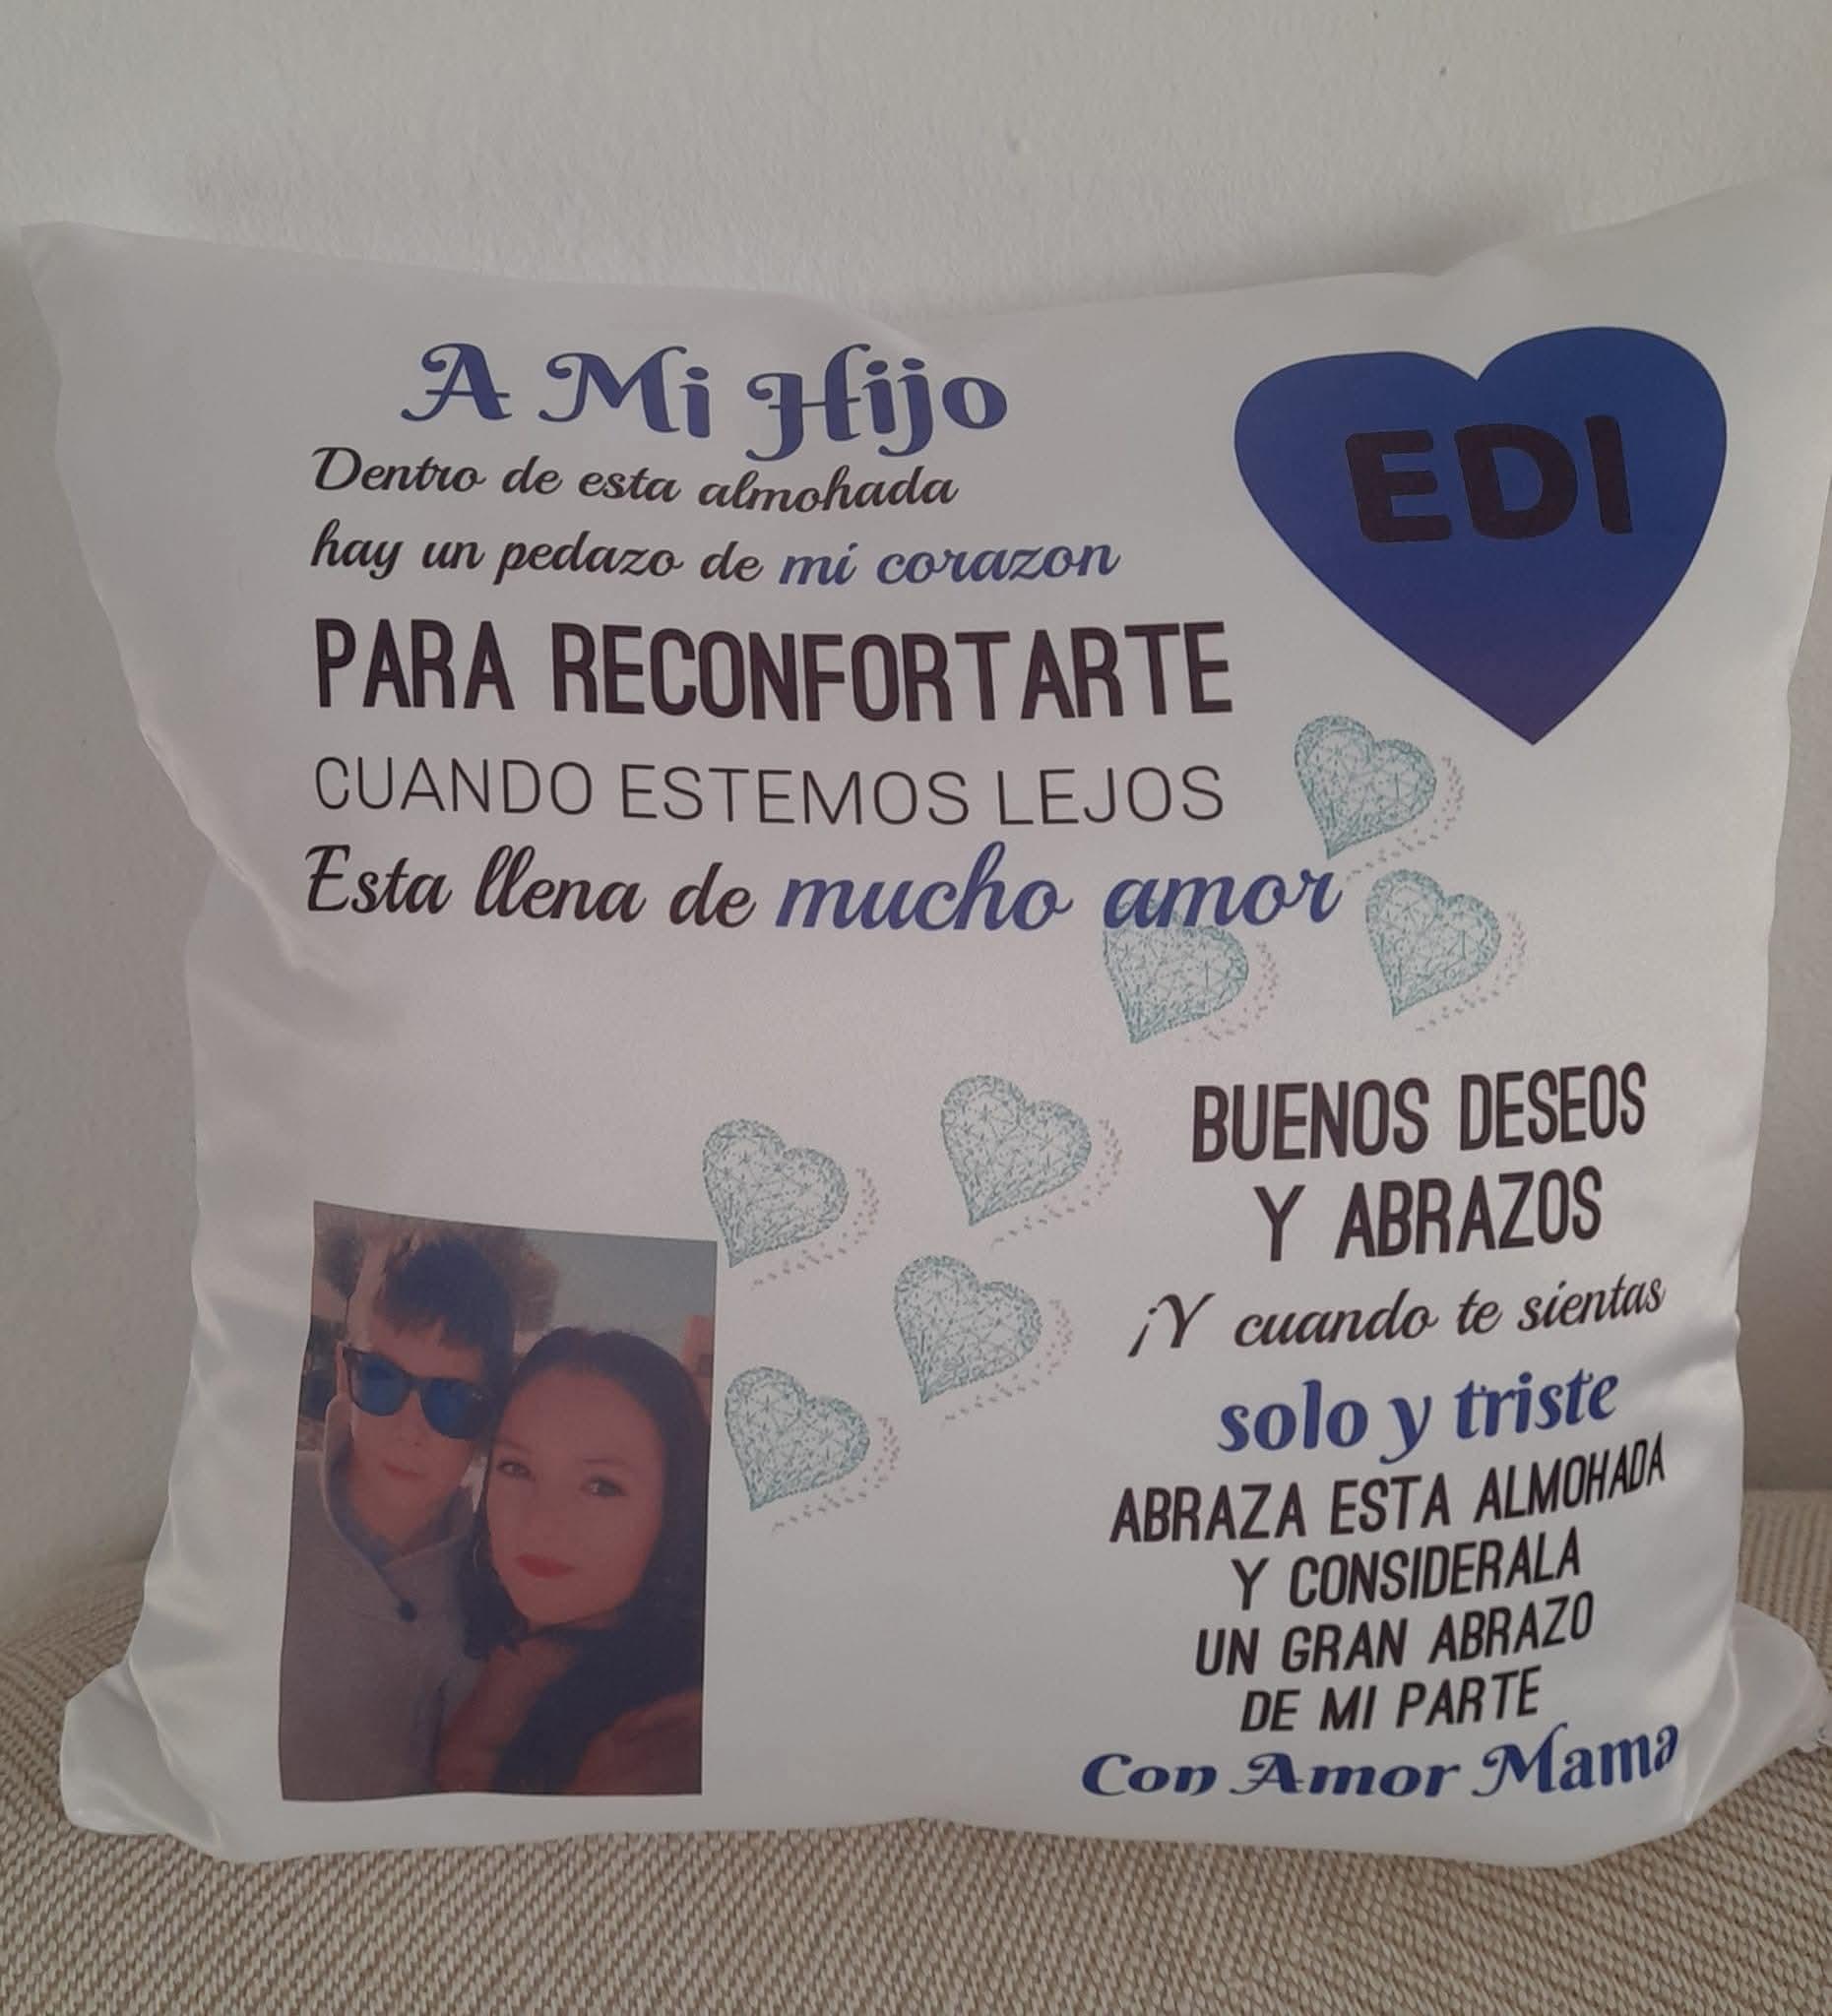 A Mi Hijo
Dentro de esta almohada
hay un pedazo de mi corazon
PARA RECONFORTARTE
CUANDO ESTEMOS LEJOS
Esta llena de mucho amor
EDI
BUENOS DESEOS
Y ABRAZOS
¡Y cuando te sientas
solo y triste
ABRAZA ESTA ALMOHADA
Y CONSIDERALA
UN GRAN ABRAZO
DE MI PARTE
Con Amor Mama